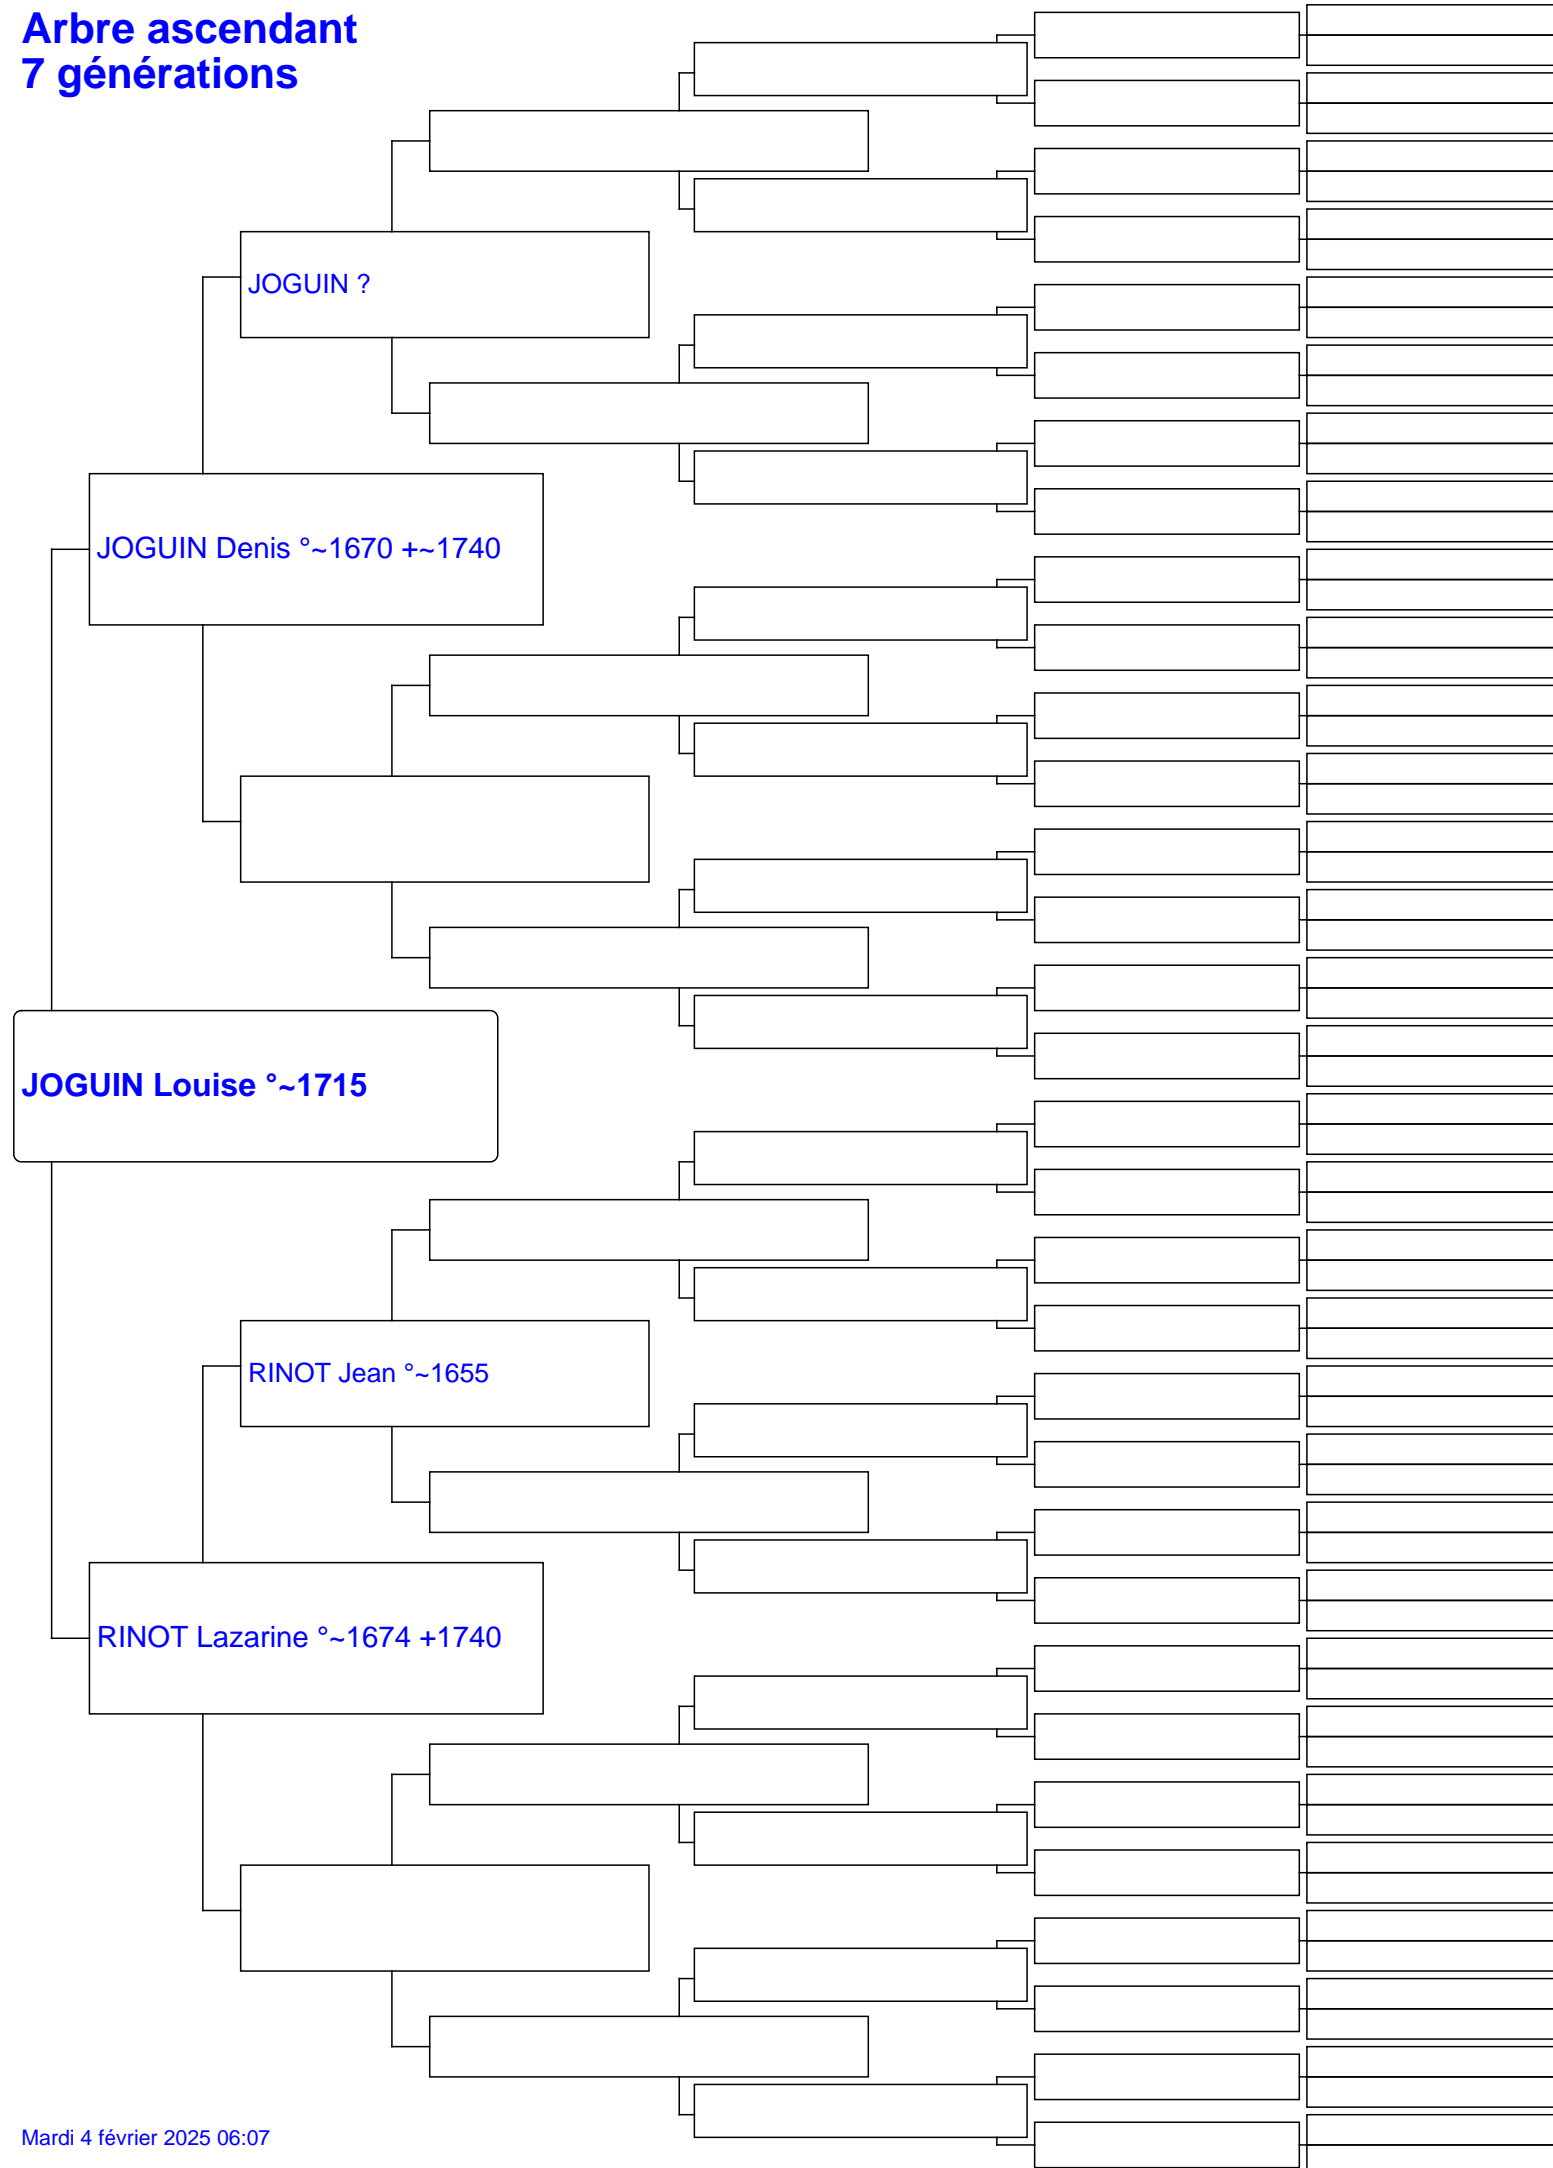 Arbre ascendant
7 générations
JOGUIN ?
JOGUIN Denis °~1670 +~1740
JOGUIN Louise °~1715
RINOT Jean °~1655
RINOT Lazarine °~1674 +1740
Mardi 4 février 2025 06:07